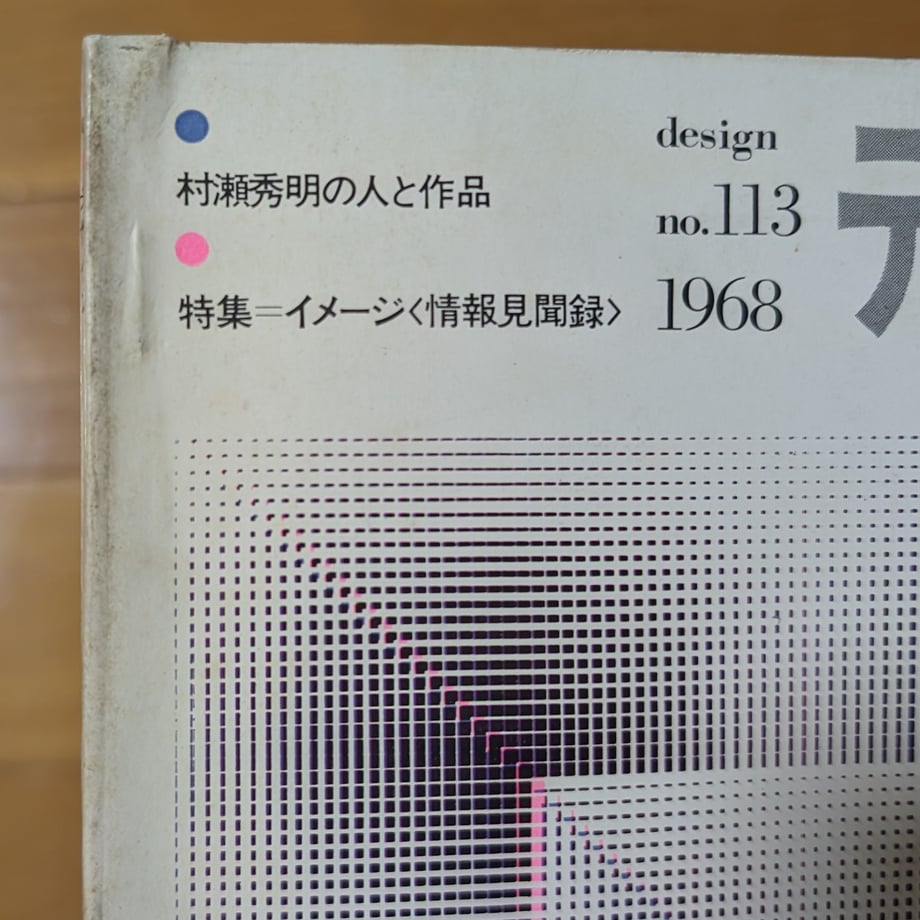 村瀬秀明の人と作品
特集=イメージ〈情報見聞録〉
design
no.113
1968
デ